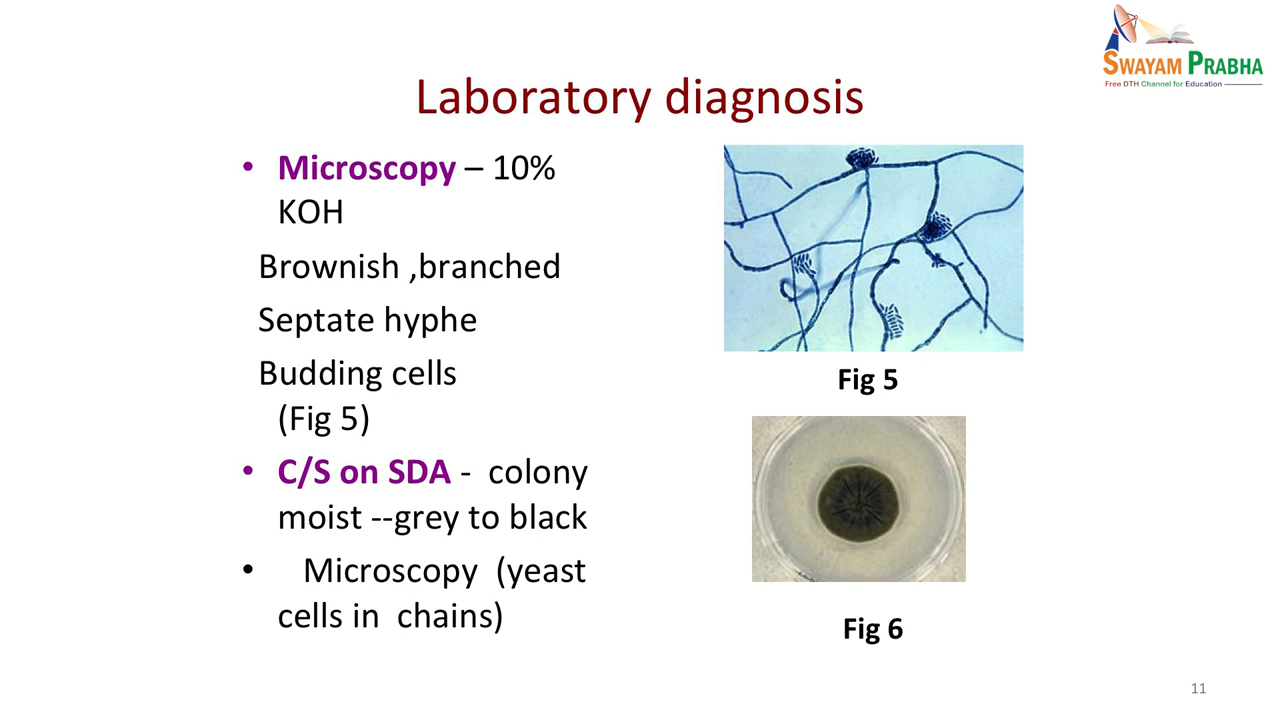 SWAYAM PRABHA
Free DTH Channel for Education
Laboratory diagnosis
• Microscopy – 10%
KOH
Brownish ,branched
Septate hyphe
Budding cells
(Fig 5)
• C/S on SDA - colony
moist --grey to black
• Microscopy (yeast
cells in chains)
Fig 5
Fig 6
11